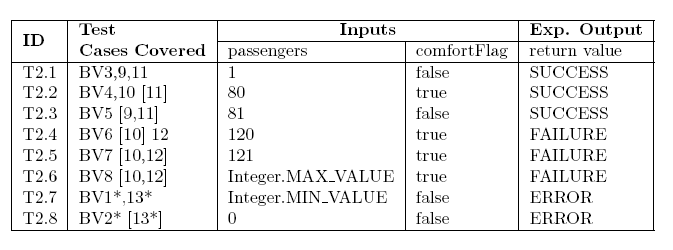 ID Test Cases Covered Inputs Exp. Output
passengers comfortFlag return value
T2.1 BV3,9,11 1 false SUCCESS
T2.2 BV4,10 [11] 80 true SUCCESS
T2.3 BV5 [9,11] 81 false SUCCESS
T2.4 BV6 [10] 12 120 true FAILURE
T2.5 BV7 [10,12] 121 true FAILURE
T2.6 BV8 [10,12] Integer.MAX_VALUE true FAILURE
T2.7 BV1*,13* Integer.MIN_VALUE false ERROR
T2.8 BV2* [13*] 0 false ERROR